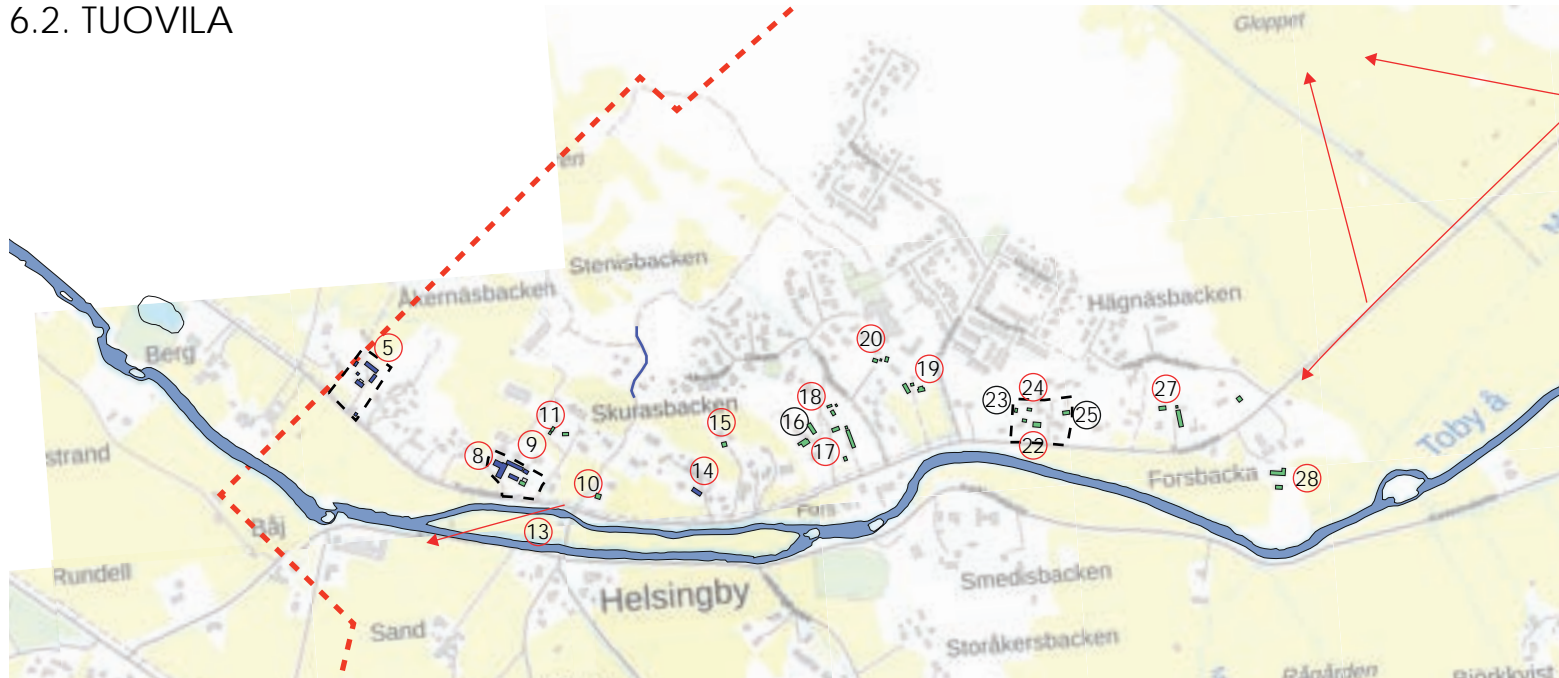 6.2. TUOVILA
Gloppet
Stenisbacken
Åkernäsbacken
Hägnäsbacken
Berg
5
20
19
24
23
25
27
18
16
17
22
11
Skurasbacken
15
8
9
14
10
Toby å
strand
Forsbacka
28
Fors
Båj
13
Rundell
Helsingby
Smedisbacken
Sand
Storåkersbacken
Rågården
Björkkvist